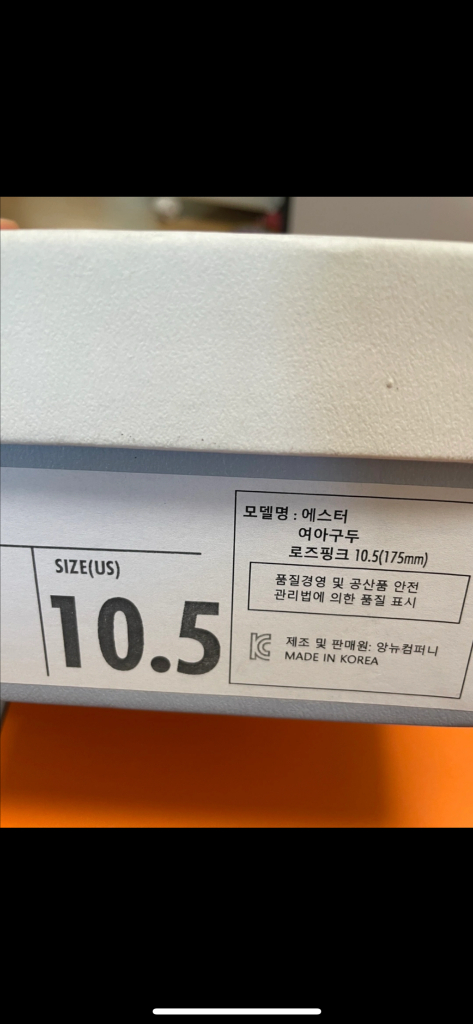 모델명 : 에스터
여아구두
로즈핑크 10.5(175mm)
SIZE(US)
10.5
품질경영 및 공산품 안전
관리법에 의한 품질 표시
제조 및 판매원: 앙뉴컴퍼니
MADE IN KOREA